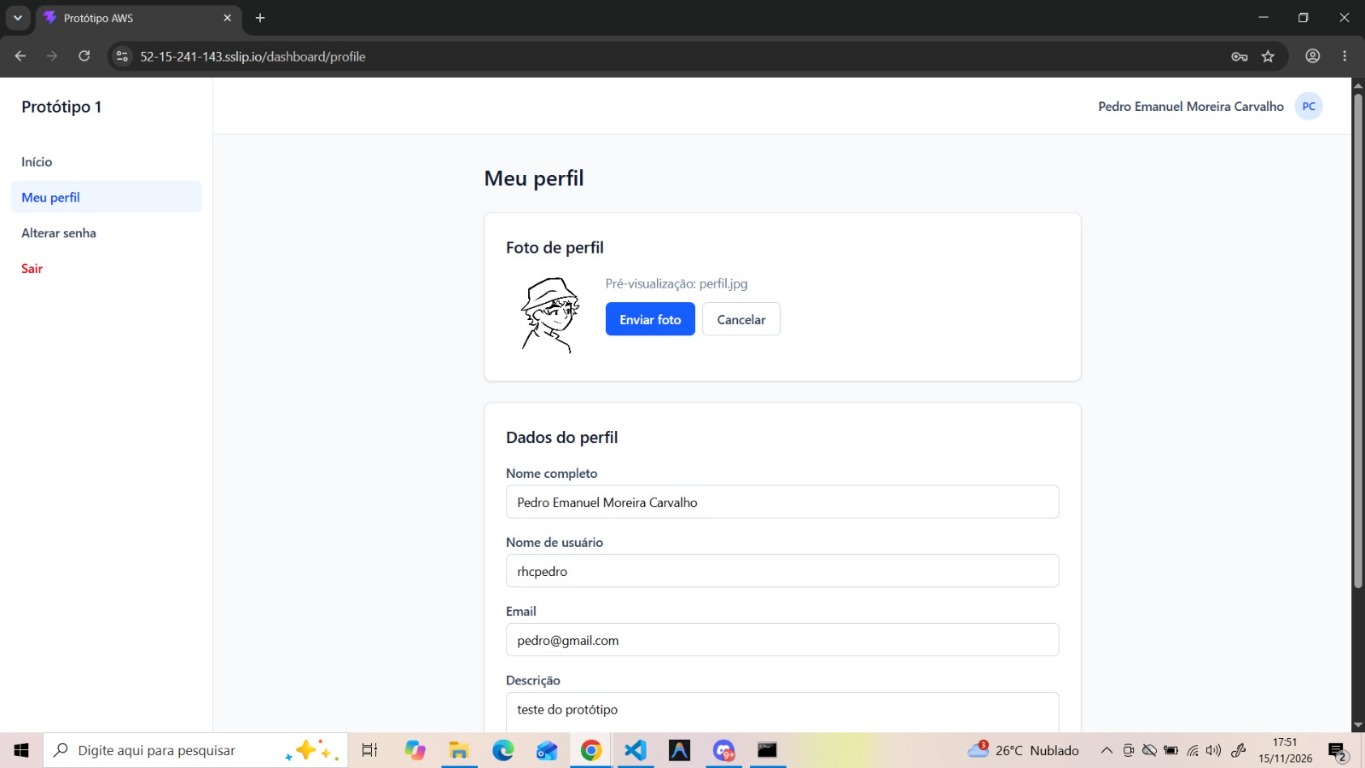 Protótipo AWS
52-15-241-143.sslip.io/dashboard/profile
Protótipo 1
Pedro Emanuel Moreira Carvalho
PC
Início
Meu perfil
Alterar senha
Sair
Meu perfil
Foto de perfil
Pré-visualização: perfil.jpg
Enviar foto
Cancelar
Dados do perfil
Nome completo
Pedro Emanuel Moreira Carvalho
Nome de usuário
rhcpedro
Email
pedro@gmail.com
Descrição
teste do protótipo
Digite aqui para pesquisar
1
26°C Nublado
17:51
15/11/2026
2